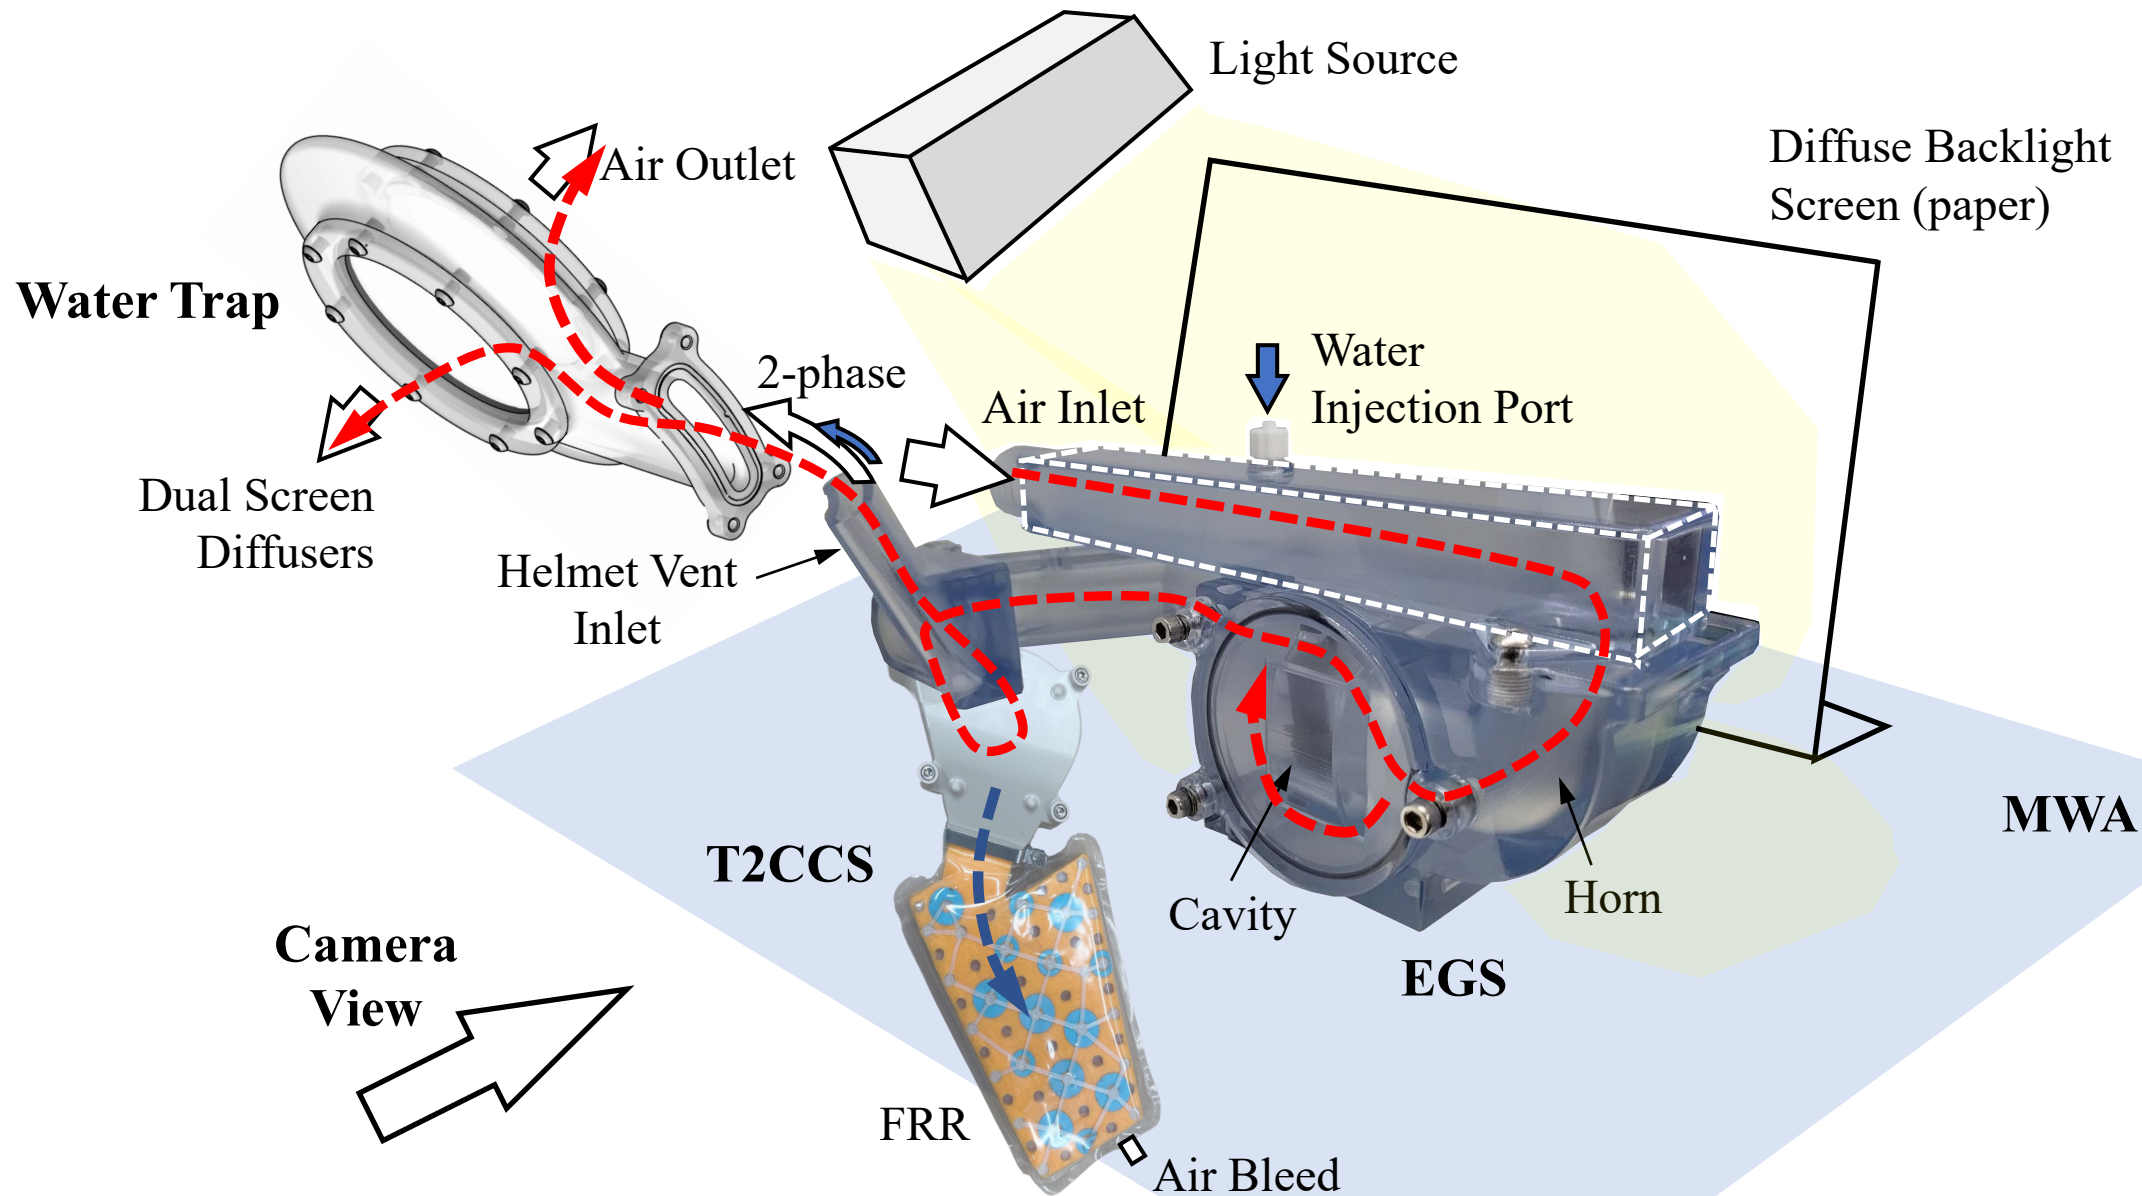 Light Source
Diffuse Backlight
Screen (paper)
Air Outlet
Water Trap
2-phase
Water
Injection Port
Air Inlet
Dual Screen
Diffusers
Helmet Vent
Inlet
MWA
T2CCS
Cavity
Horn
Camera
View
EGS
FRR
Air Bleed